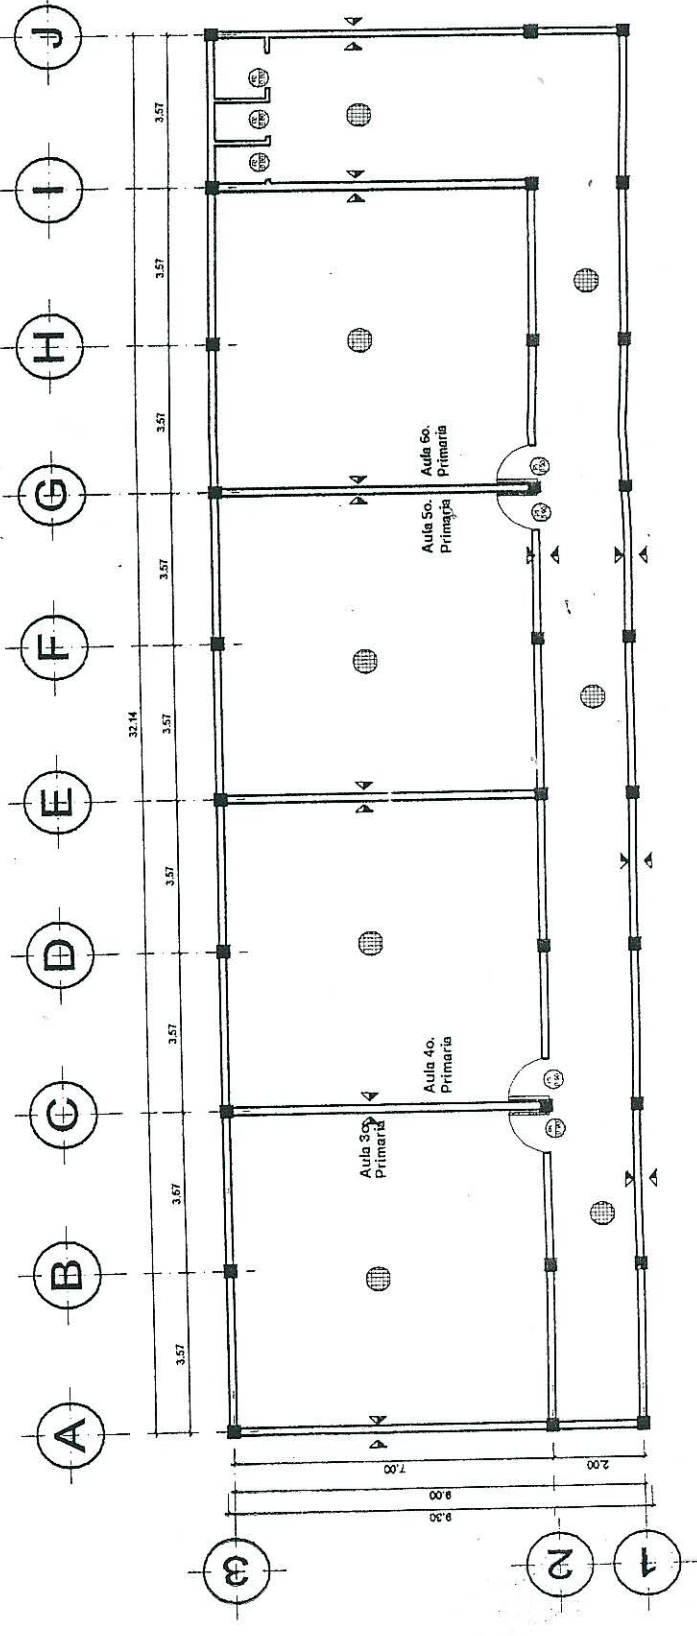 J
I
H
G
F
E
D
C
B
A
3.57
3.57
3.57
3.57
3.57
3.57
3.57
3.57
3.57
32.14
Aula 6o.
Primaria
Aula 5o.
Primaria
Aula 4o.
Primaria
Aula 3o.
Primaria
7.00
2.00
9.00
9.30
3
2
1